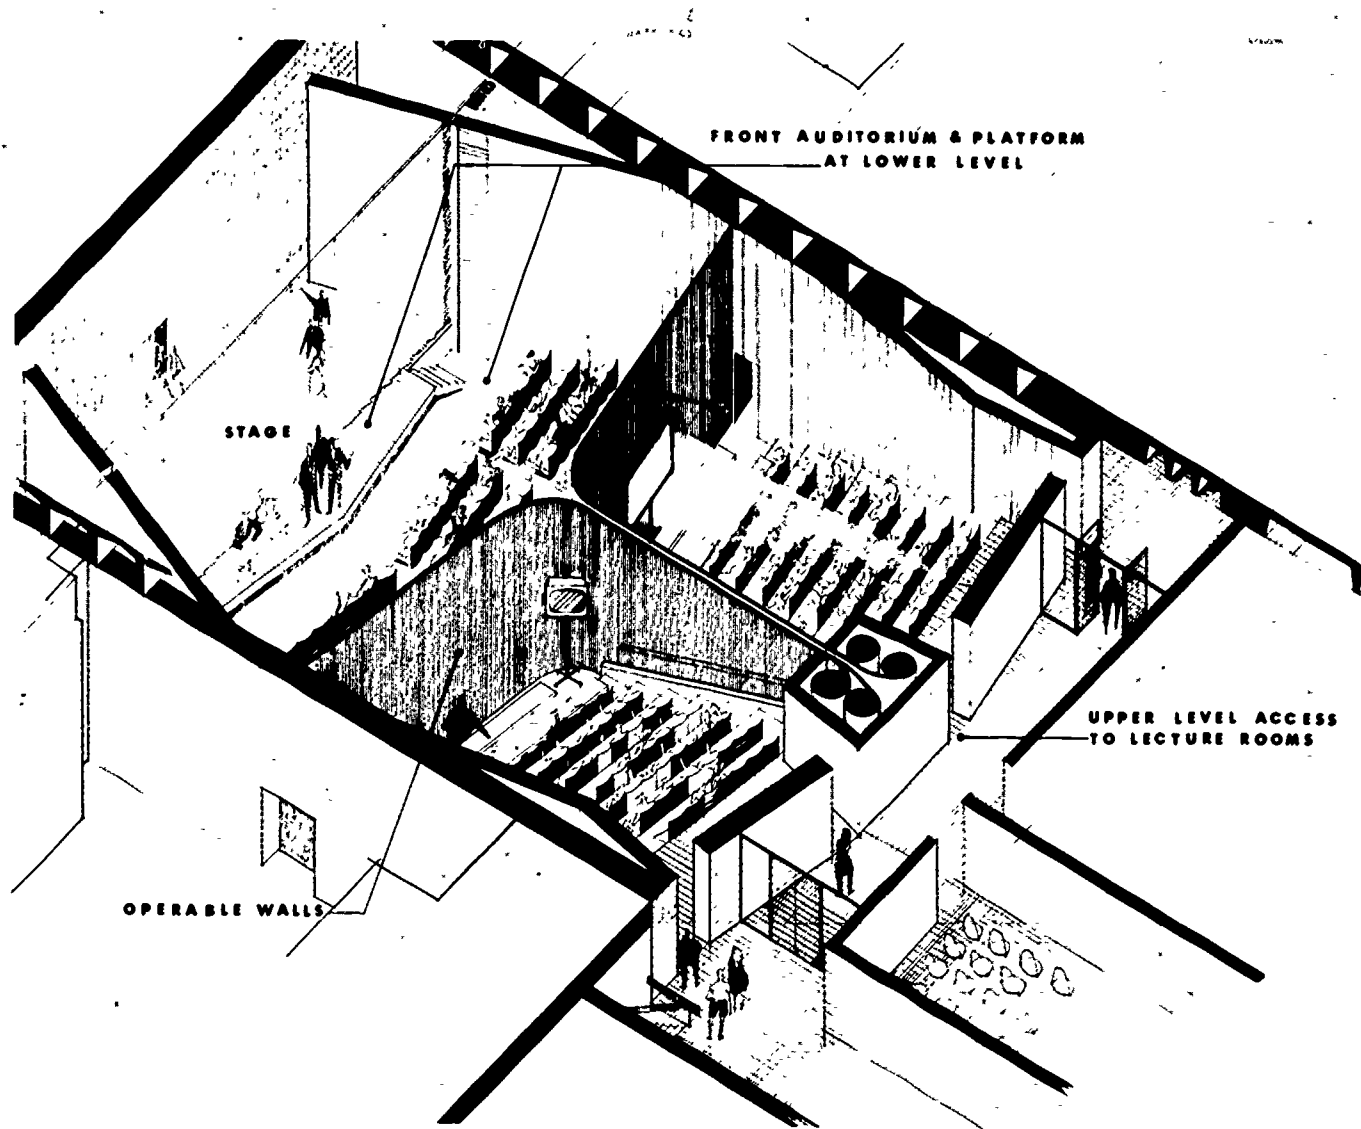 FRONT AUDITORIUM & PLATFORM
AT LOWER LEVEL
STAGE
UPPER LEVEL ACCESS
TO LECTURE ROOMS
OPERABLE WALLS